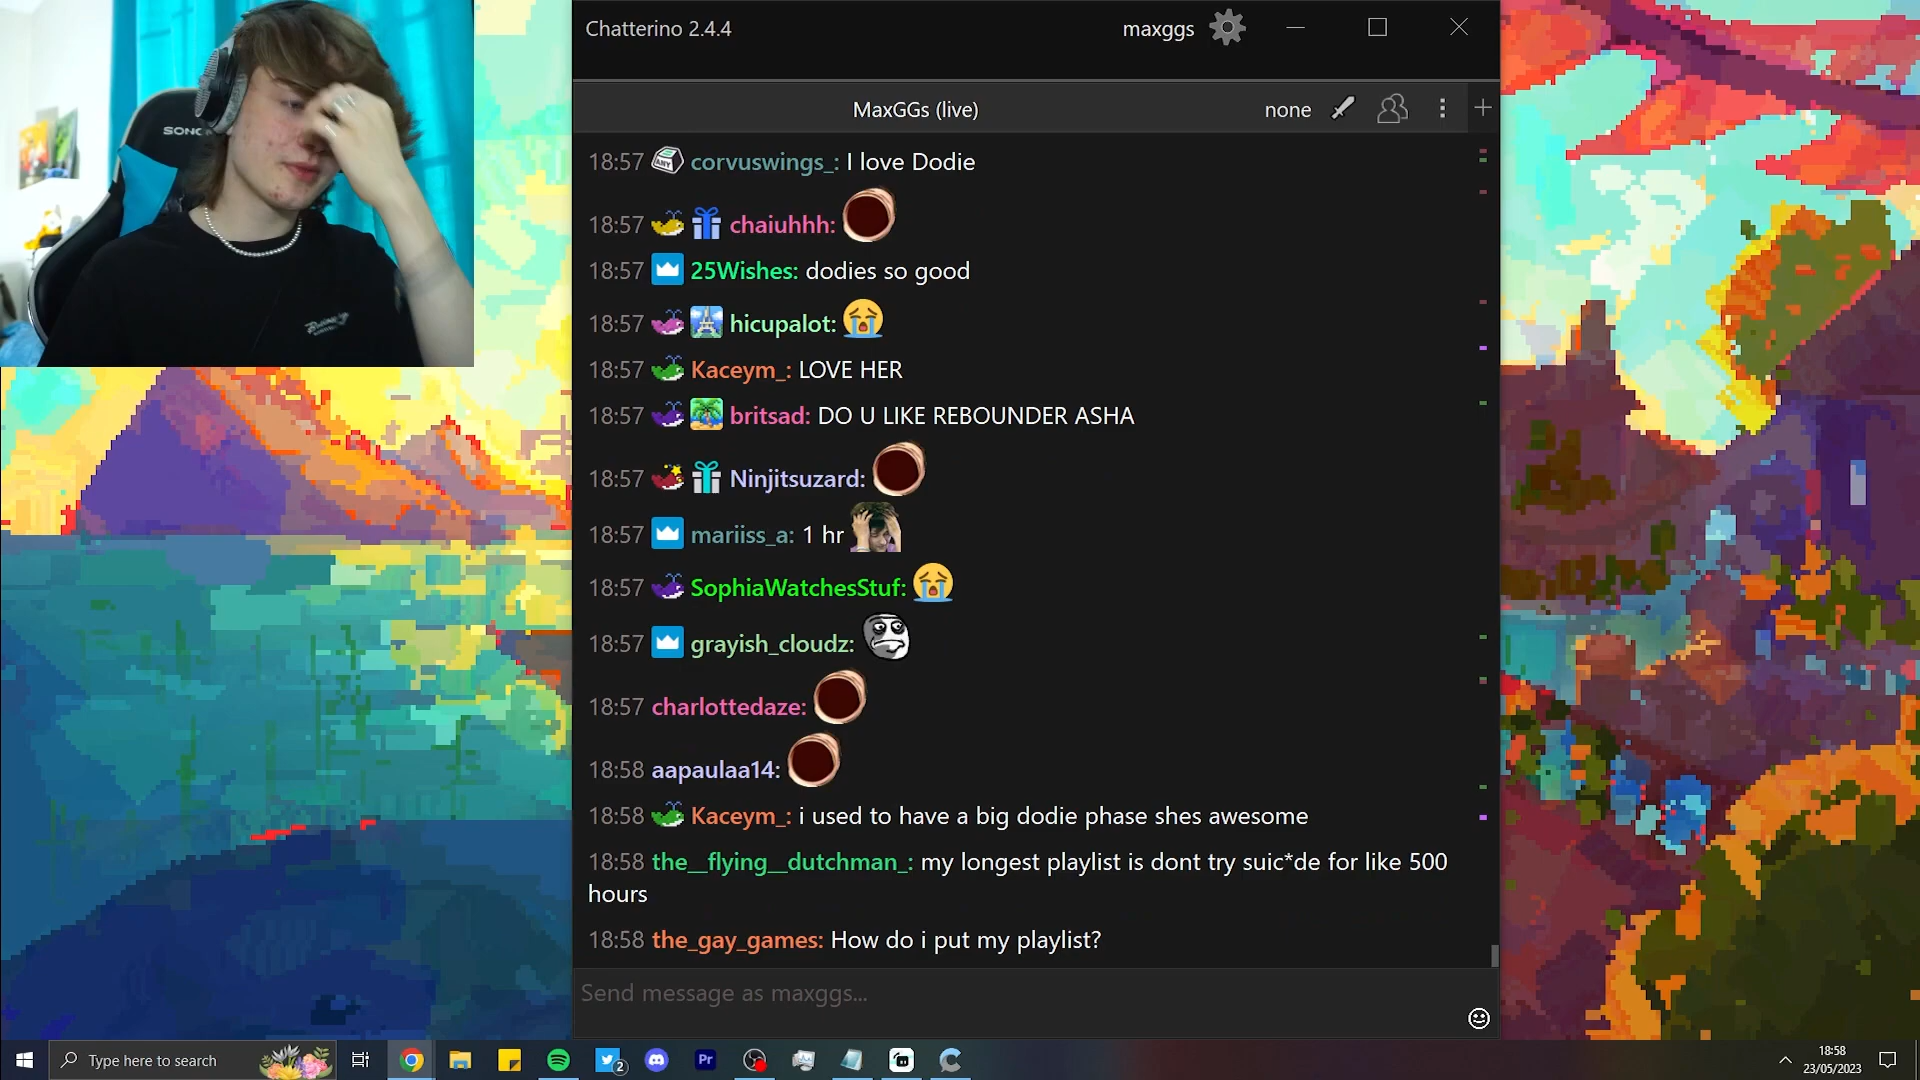 Chatterino 2.4.4
maxggs
MaxGGs (live)
none
SONO
18:57 corvuswings_: I love Dodie
18:57 chaiuhhh:
18:57 25Wishes: dodies so good
18:57 hicupalot:
18:57 Kaceym_: LOVE HER
18:57 britsad: DO U LIKE REBOUNDER ASHA
18:57 Ninjitsuzard:
18:57 mariiss_a: 1 hr
18:57 SophiaWatchesStuf:
18:57 grayish_cloudz:
18:57 charlottedaze:
18:58 aapaulaa14:
18:58 Kaceym_: i used to have a big dodie phase shes awesome
18:58 the__flying__dutchman_: my longest playlist is dont try suic*de for like 500
hours
18:58 the_gay_games: How do i put my playlist?
Send message as maxggs...
Type here to search
2
Pr
18:58
23/05/2023